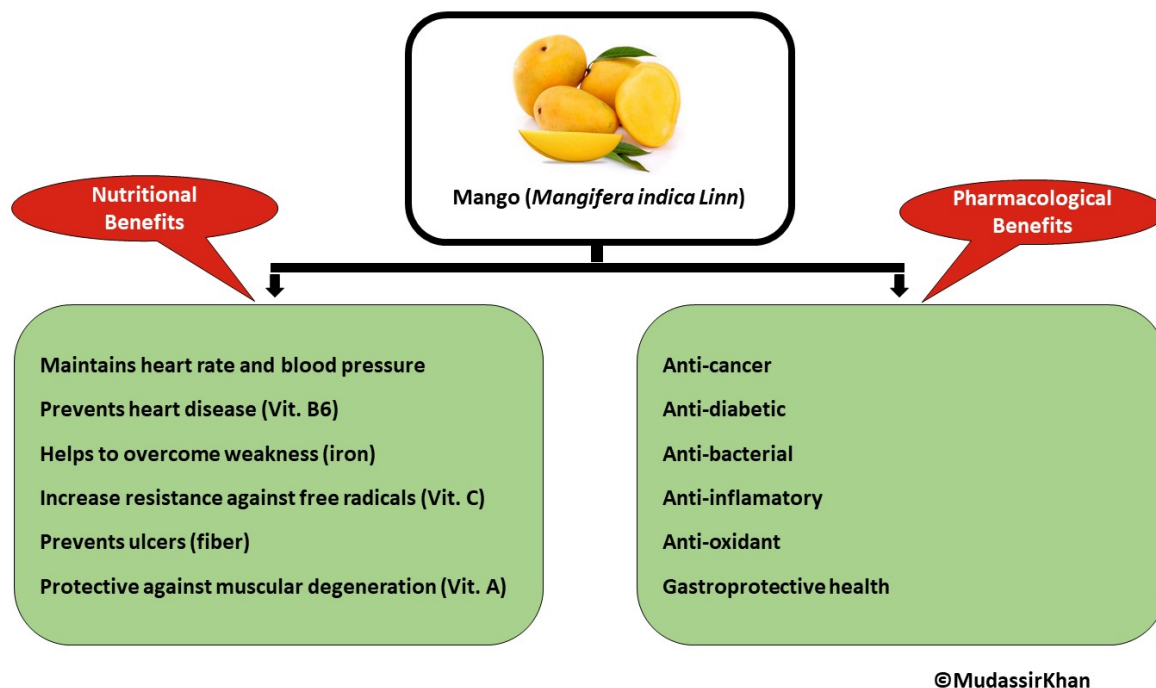 Mango (Mangifera indica Linn)
Nutritional
Benefits
Pharmacological
Benefits
Maintains heart rate and blood pressure
Prevents heart disease (Vit. B6)
Helps to overcome weakness (iron)
Increase resistance against free radicals (Vit. C)
Prevents ulcers (fiber)
Protective against muscular degeneration (Vit. A)
Anti-cancer
Anti-diabetic
Anti-bacterial
Anti-inflamatory
Anti-oxidant
Gastroprotective health
©MudassirKhan